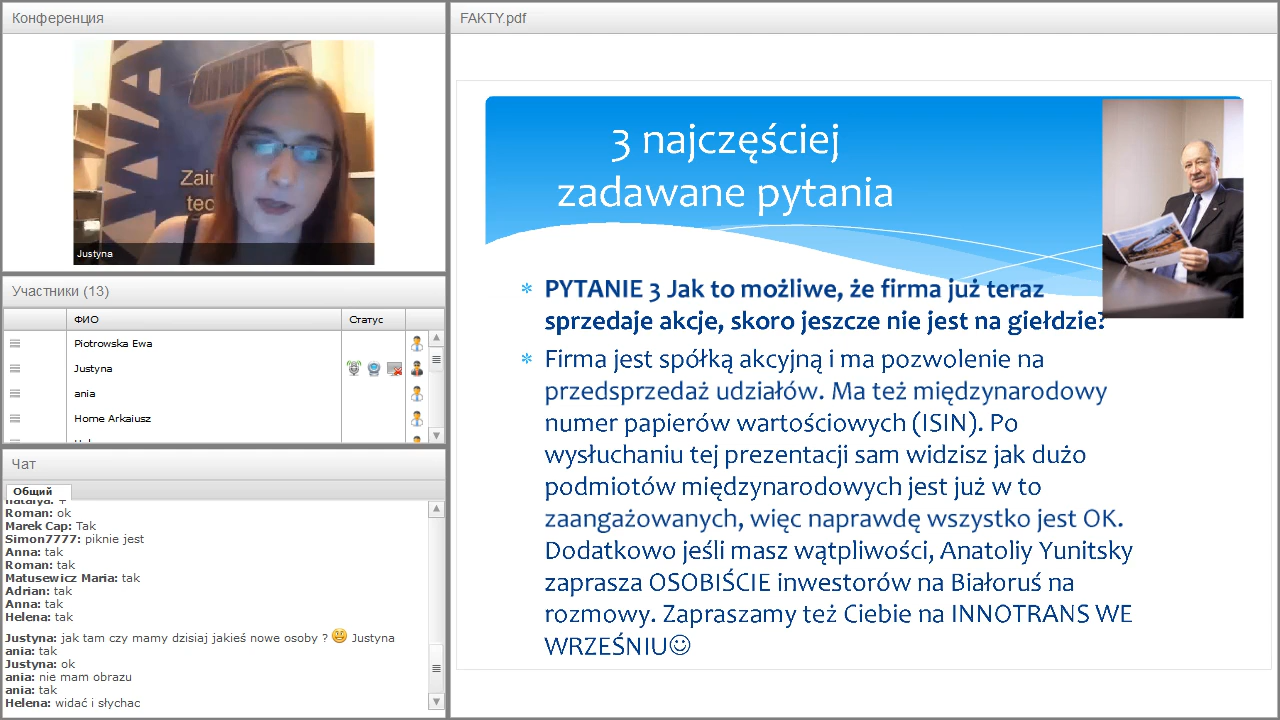 Конференция
WWA
Zain
tec
Justyna
Участники (13)
ФИО
Статус
Piotrowska Ewa
Justyna
ania
Home Arkaiusz
Чат
Общий
natalya: +
Roman: ok
Marek Cap: Tak
Simon7777: piknie jest
Anna: tak
Roman: tak
Matusewicz Maria: tak
Adrian: tak
Anna: tak
Helena: tak
Justyna: jak tam czy mamy dzisiaj jakieś nowe osoby ? 😀 Justyna
ania: tak
Justyna: ok
ania: nie mam obrazu
ania: tak
Helena: widać i słychac
FAKTY.pdf
3 najczęściej
zadawane pytania
* PYTANIE 3 Jak to możliwe, że firma już teraz
sprzedaje akcje, skoro jeszcze nie jest na giełdzie?
* Firma jest spółką akcyjną i ma pozwolenie na
przedsprzedaż udziałów. Ma też międzynarodowy
numer papierów wartościowych (ISIN). Po
wysłuchaniu tej prezentacji sam widzisz jak dużo
podmiotów międzynarodowych jest już w to
zaangażowanych, więc naprawdę wszystko jest OK.
Dodatkowo jeśli masz wątpliwości, Anatoliy Yunitsky
zaprasza OSOBIŚCIE inwestorów na Białoruś na
rozmowy. Zapraszamy też Ciebie na INNOTRANS WE
WRZEŚNIU☺